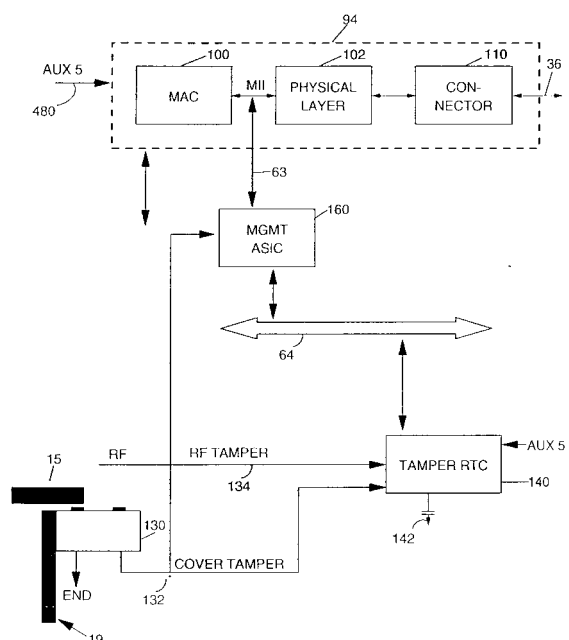 94
100
102
110
AUX 5
480
MAC
MII
PHYSICAL
LAYER
CON-
NECTOR
36
63
160
MGMT
ASIC
64
15
RF
RF TAMPER
134
AUX 5
TAMPER RTC
140
142
130
COVER TAMPER
END
132
19